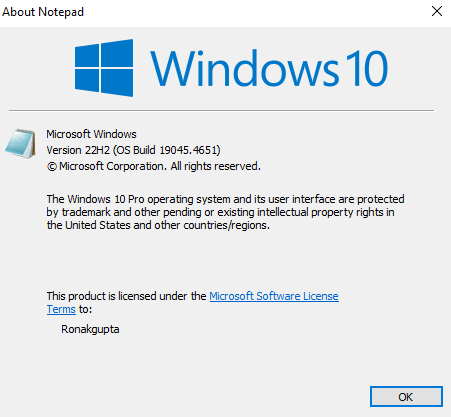 About Notepad
Windows 10
Microsoft Windows
Version 22H2 (OS Build 19045.4651)
© Microsoft Corporation. All rights reserved.
The Windows 10 Pro operating system and its user interface are protected
by trademark and other pending or existing intellectual property rights in
the United States and other countries/regions.
This product is licensed under the Microsoft Software License
Terms to:
Ronakgupta
OK